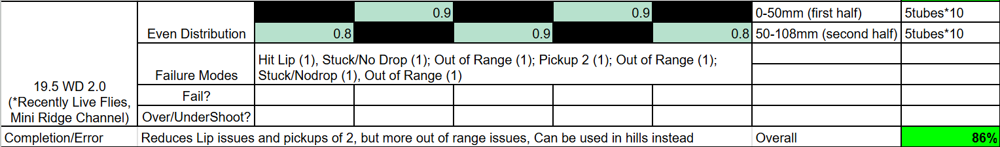 0.9 0.9 0-50mm (first half) 5tubes*10
Even Distribution 0.8 0.9 0.8 50-108mm (second half) 5tubes*10
Hit Lip (1), Stuck/No Drop (1); Out of Range (1); Pickup 2 (1); Out of Range (1);
Failure Modes
Stuck/Nodrop (1), Out of Range (1)
19.5 WD 2.0
(*Recently Live Flies,
Mini Ridge Channel)
Fail?
Over/UnderShoot?
Completion/Error Reduces Lip issues and pickups of 2, but more out of range issues, Can be used in hills instead Overall 86%